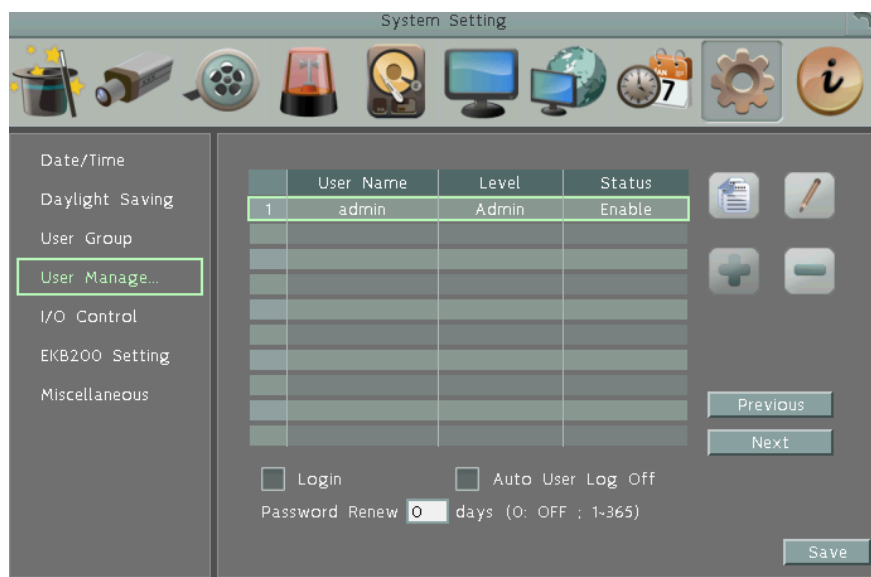 System Setting
7
i
Date/Time
Daylight Saving
User Group
User Manage...
I/O Control
EKB200 Setting
Miscellaneous
User Name Level Status
1 admin Admin Enable
Previous
Next
Login Auto User Log Off
Password Renew 0 days (0: OFF ; 1~365)
Save